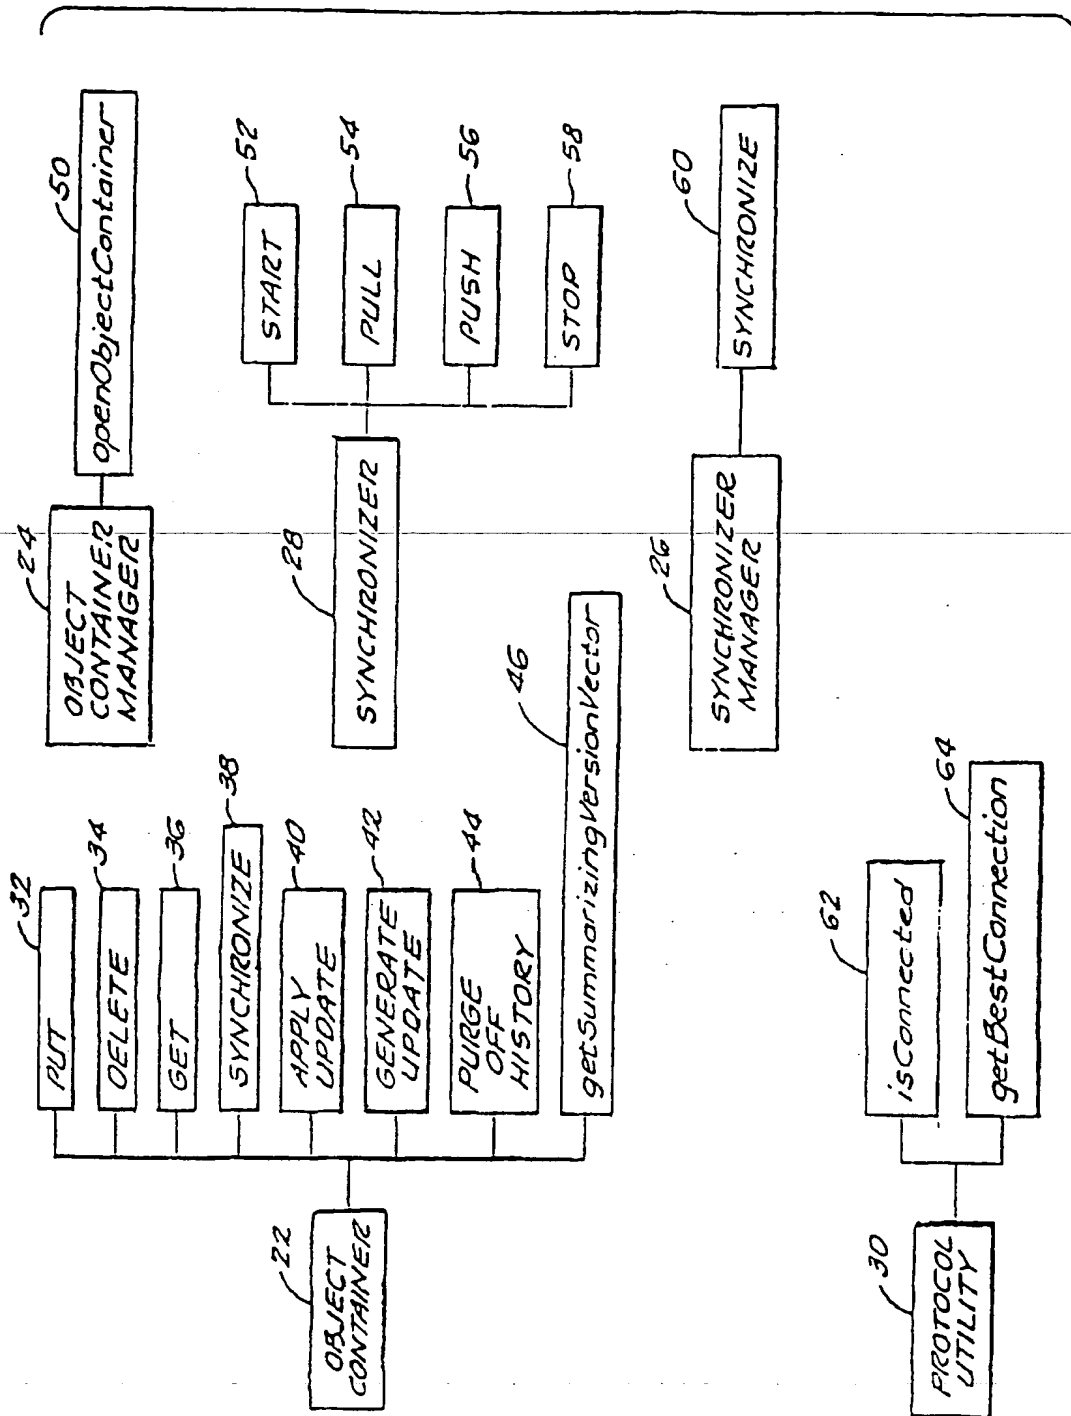 32
PUT
34
DELETE
36
GET
38
SYNCHRONIZE
40
APPLY
UPDATE
42
GENERATE
UPDATE
44
PURGE
OFF
HISTORY
46
getSummarizingVersionVector
22
OBJECT
CONTAINER
24
OBJECT
CONTAINER
MANAGER
50
openObjectContainer
28
SYNCHRONIZER
52
START
54
PULL
56
PUSH
58
STOP
26
SYNCHRONIZER
MANAGER
60
SYNCHRONIZE
30
PROTOCOL
UTILITY
62
isConnected
64
getBestConnection